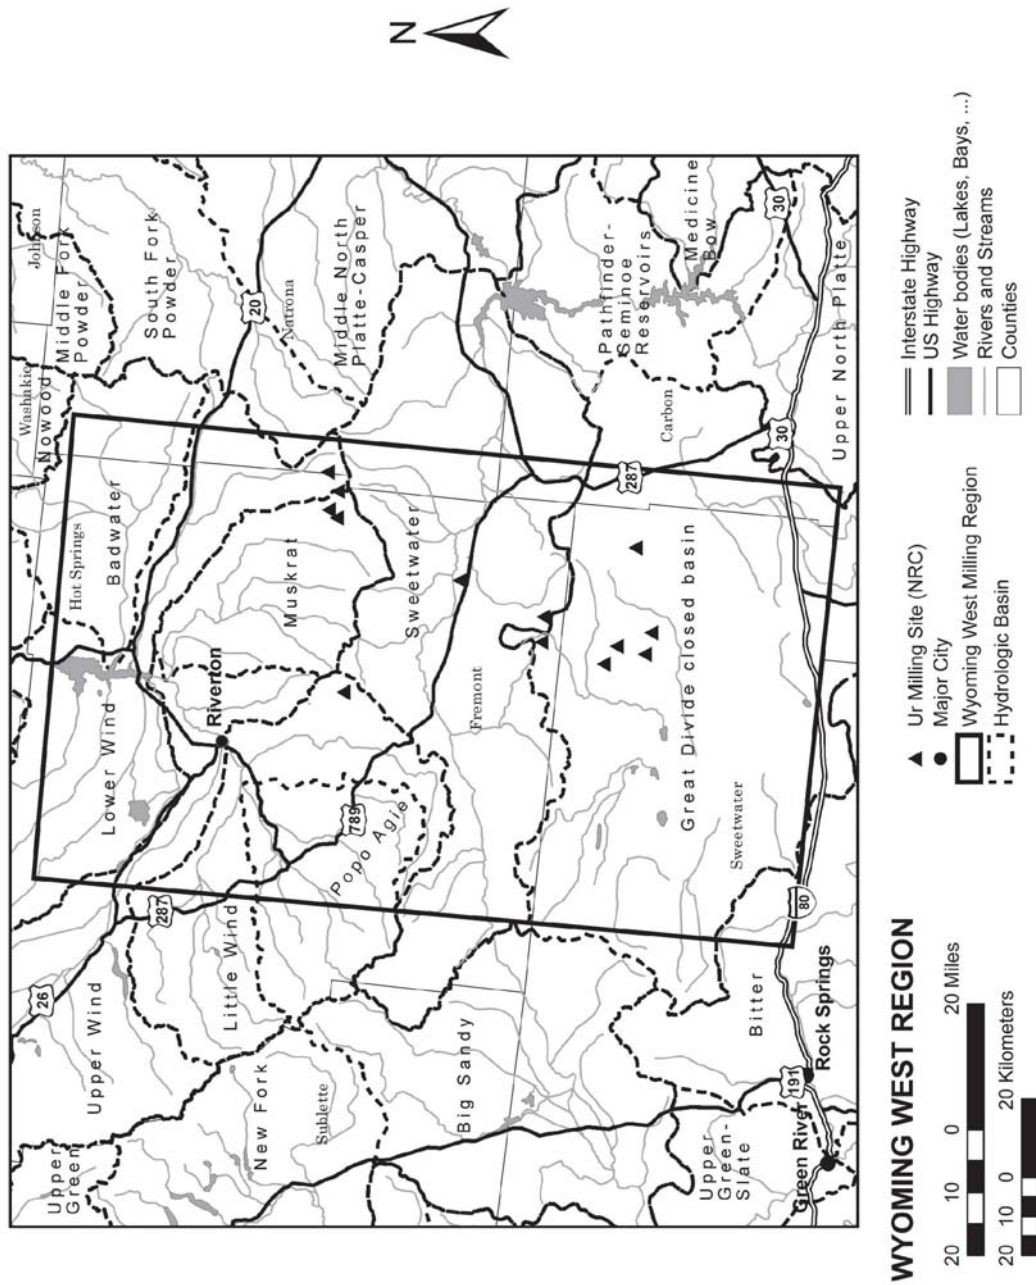 N
Washakie
Johnson
Nowood
Middle Fork
Powder
Hot Springs
Badwater
South Fork
Powder
20
Natrona
Middle North
Platte-Casper
26
Upper Wind
Lower Wind
Riverton
Muskrat
287
Little Wind
789
Popo Agie
Upper
Green
New Fork
Sublette
Big Sandy
Sweetwater
Fremont
Pathfinder-
Seminoe
Reservoirs
Medicine
Bow
Carbon
287
Great Divide closed basin
Sweetwater
30
30
Upper North Platte
80
Bitter
Rock Springs
191
Green River
Upper
Green-
Slate
WYOMING WEST REGION
20 10 0 20 Miles
20 10 0 20 Kilometers
Ur Milling Site (NRC)
Major City
Wyoming West Milling Region
Hydrologic Basin
Interstate Highway
US Highway
Water bodies (Lakes, Bays, ...)
Rivers and Streams
Counties